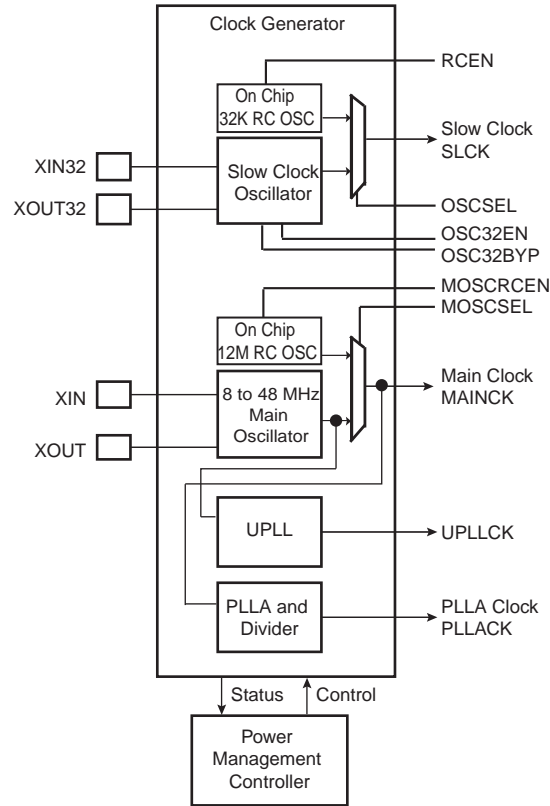 Clock Generator
RCEN
On Chip
32K RC OSC
Slow Clock
SLCK
XIN32
Slow Clock
Oscillator
XOUT32
OSCSEL
OSC32EN
OSC32BYP
MOSCRCEN
MOSCSEL
On Chip
12M RC OSC
Main Clock
MAINCK
XIN
8 to 48 MHz
Main
Oscillator
XOUT
UPLL
UPLLCK
PLLA and
Divider
PLLA Clock
PLLACK
Status
Control
Power
Management
Controller